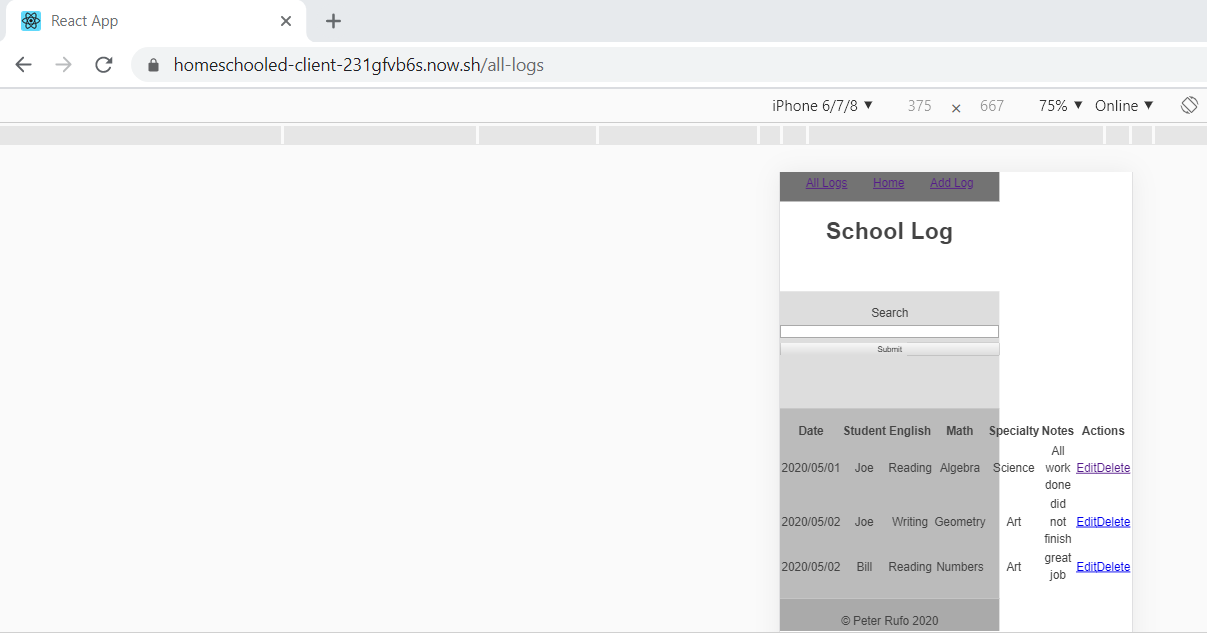 React App
homeschooled-client-231gfvb6s.now.sh/all-logs
iPhone 6/7/8 ▼ 375 × 667 75% ▼ Online ▼
All Logs Home Add Log
School Log
Search
Submit
Date Student English Math Specialty Notes Actions
2020/05/01 Joe Reading Algebra Science All work done EditDelete
2020/05/02 Joe Writing Geometry Art did not finish EditDelete
2020/05/02 Bill Reading Numbers Art great job EditDelete
© Peter Rufo 2020